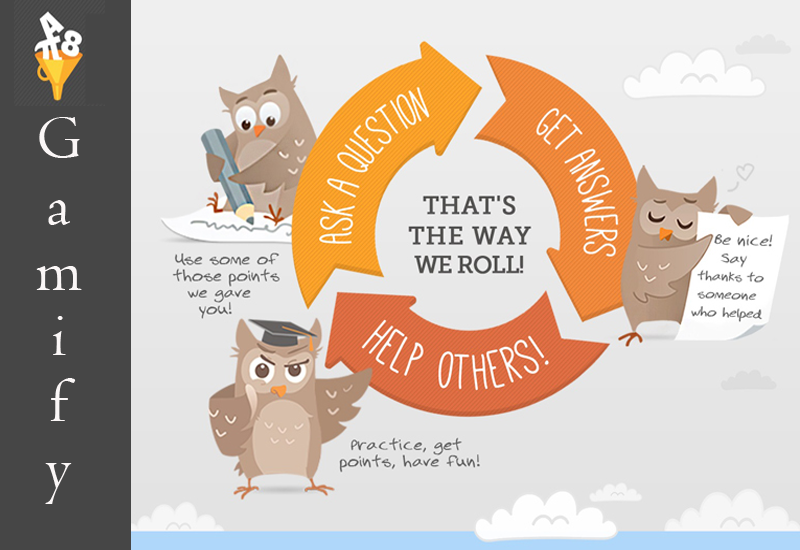 A
π8
G
a
m
i
f
y
ASK A QUESTION
GET ANSWERS
HELP OTHERS!
THAT'S
THE WAY
WE ROLL!
Use some of
those points
we gave
you!
Be nice!
Say
thanks to
someone
who helped.
Practice, get
points, have fun!